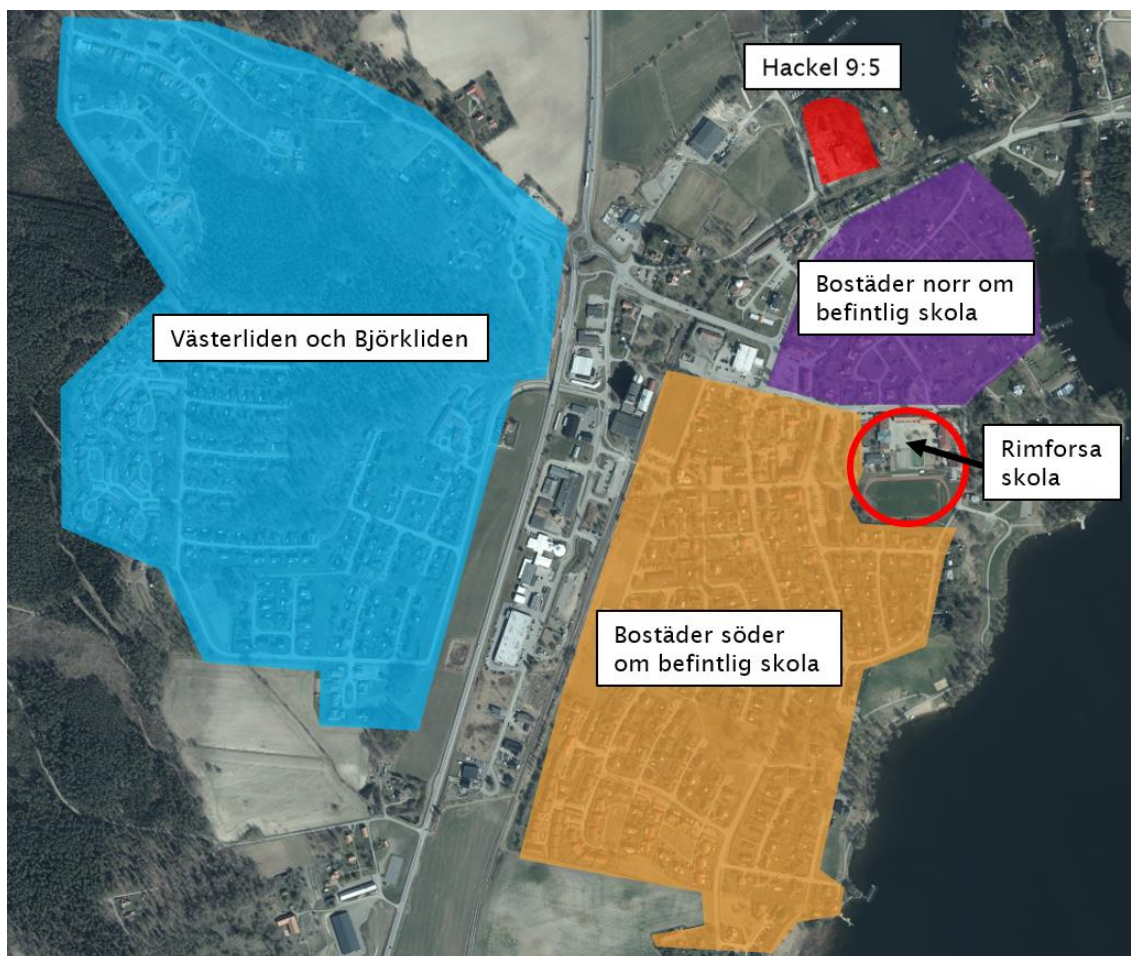 Hackel 9:5
Bostäder norr om
befintlig skola
Västerliden och Björkliden
Rimforsa
skola
Bostäder söder
om befintlig skola